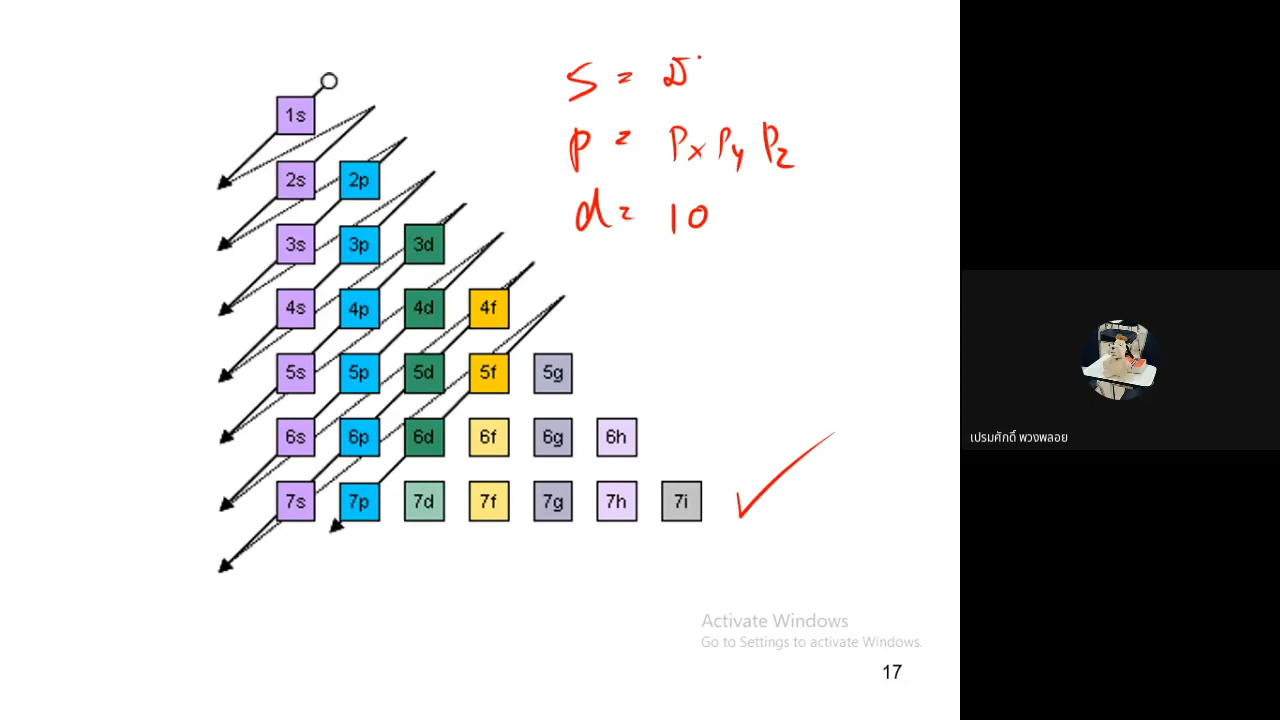 s =
p = Px Py Pz
d = 10
1s
2s 2p
3s 3p 3d
4s 4p 4d 4f
5s 5p 5d 5f 5g
6s 6p 6d 6f 6g 6h
7s 7p 7d 7f 7g 7h 7i
เปรมศักดิ์ พวงพลอย
Activate Windows
Go to Settings to activate Windows.
17